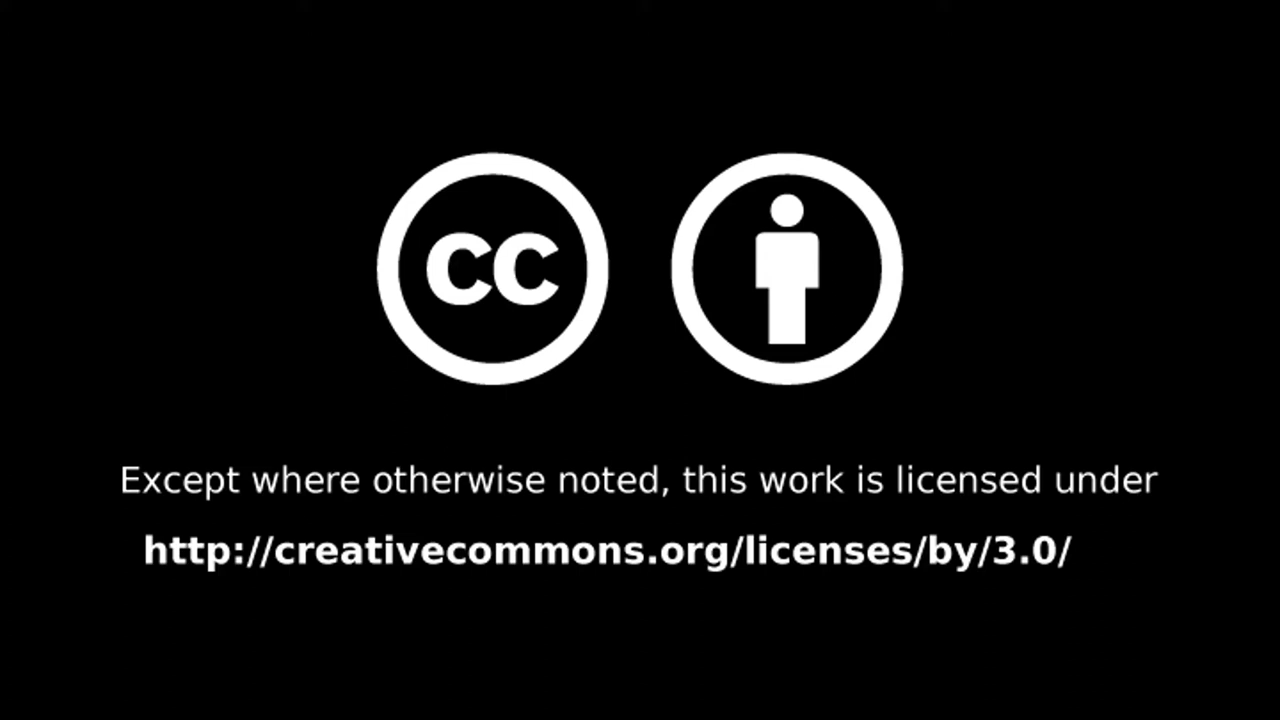 cc
Except where otherwise noted, this work is licensed under
http://creativecommons.org/licenses/by/3.0/